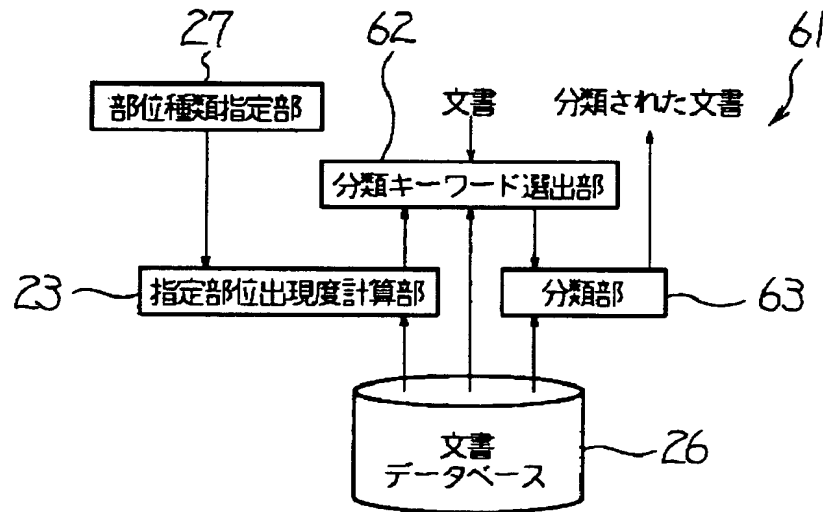 27
62
61
部位種類指定部
文書
分類された文書
分類キーワード選出部
23
指定部位出現度計算部
分類部
63
文書
データベース
26